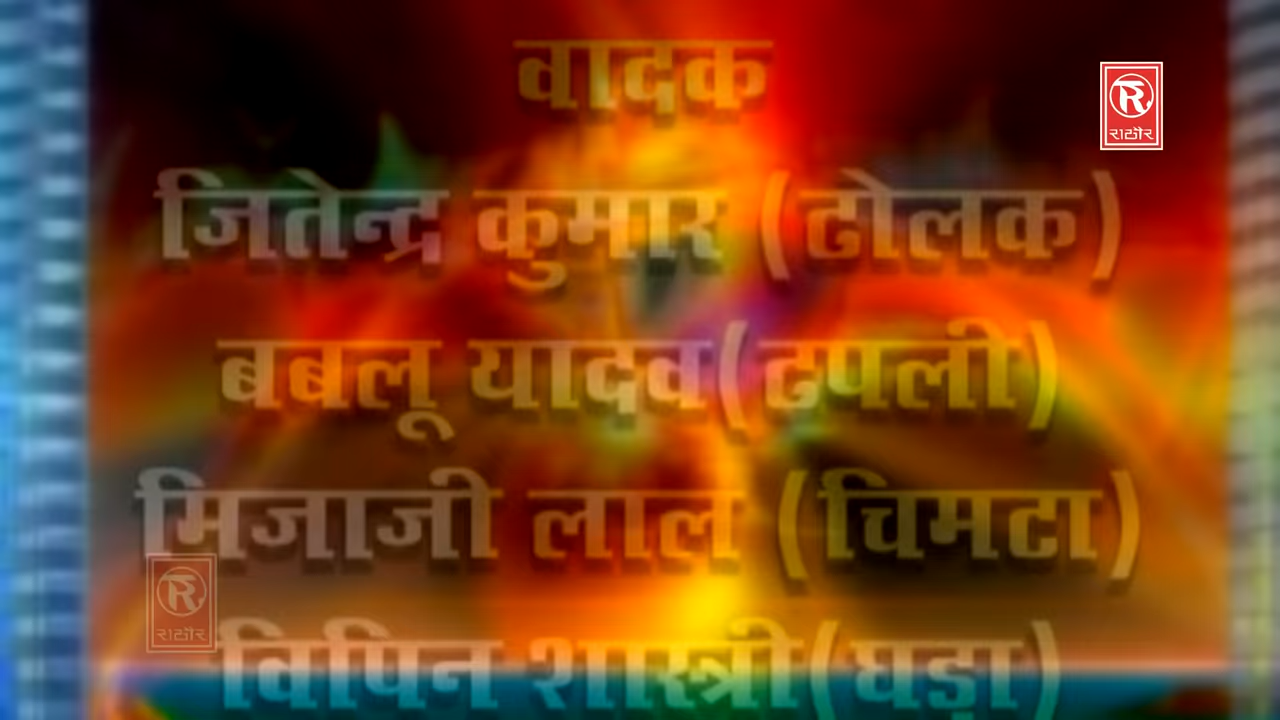 वादक
राठौर
जितेन्द्र कुमार (ढोलक)
बबलू यादव(ढपली)
मिजाजी लाल (चिमटा)
राठौर
विपिन शास्त्री(घड़ा)